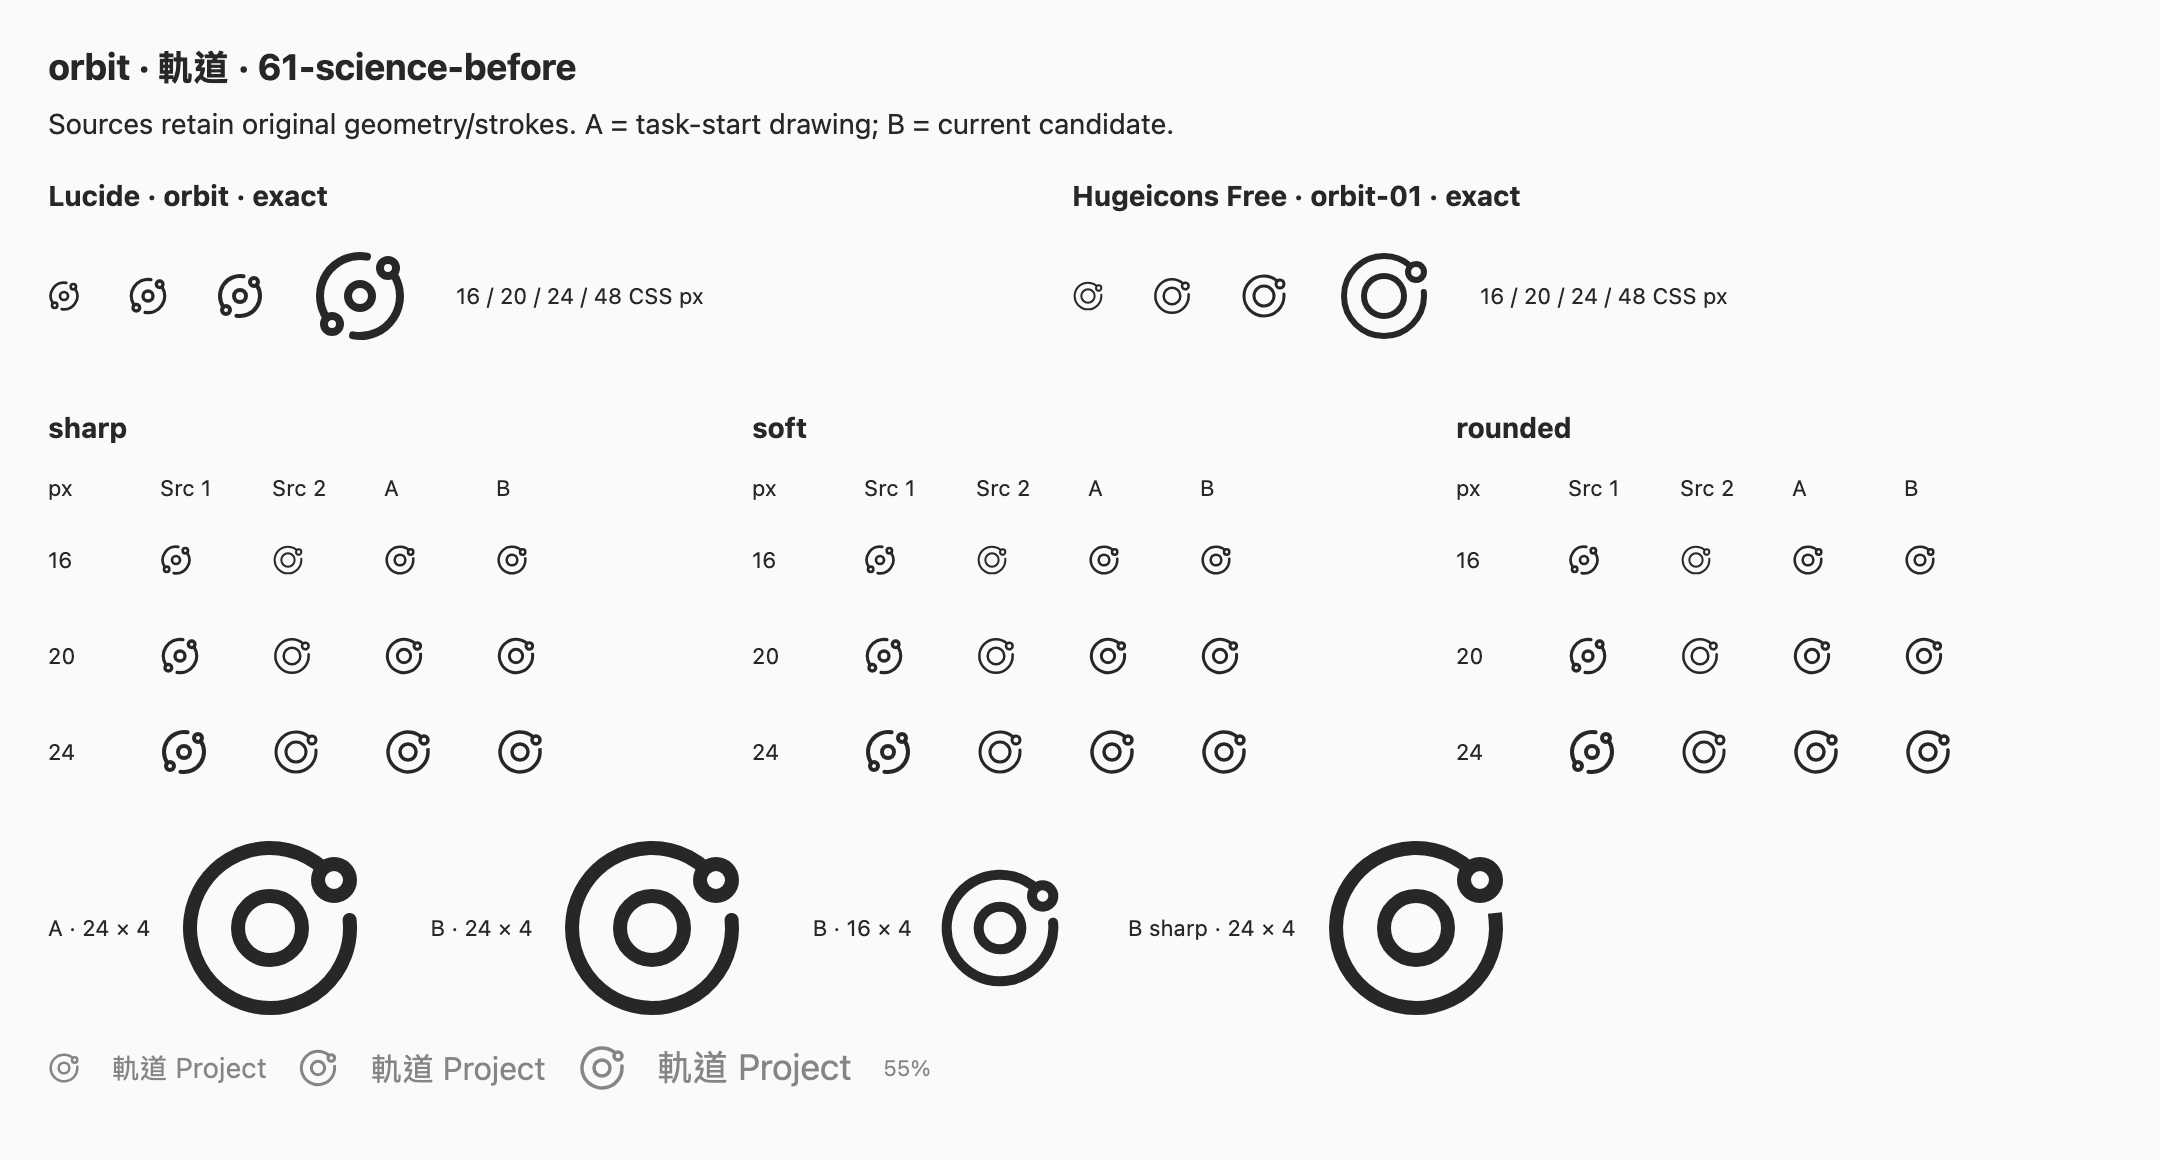 orbit · 軌道 · 61-science-before
Sources retain original geometry/strokes. A = task-start drawing; B = current candidate.
Lucide · orbit · exact
Hugeicons Free · orbit-01 · exact
16 / 20 / 24 / 48 CSS px
16 / 20 / 24 / 48 CSS px
sharp
px Src 1 Src 2 A B
16
20
24
soft
px Src 1 Src 2 A B
16
20
24
rounded
px Src 1 Src 2 A B
16
20
24
A · 24 × 4
B · 24 × 4
B · 16 × 4
B sharp · 24 × 4
軌道 Project 軌道 Project 軌道 Project 55%